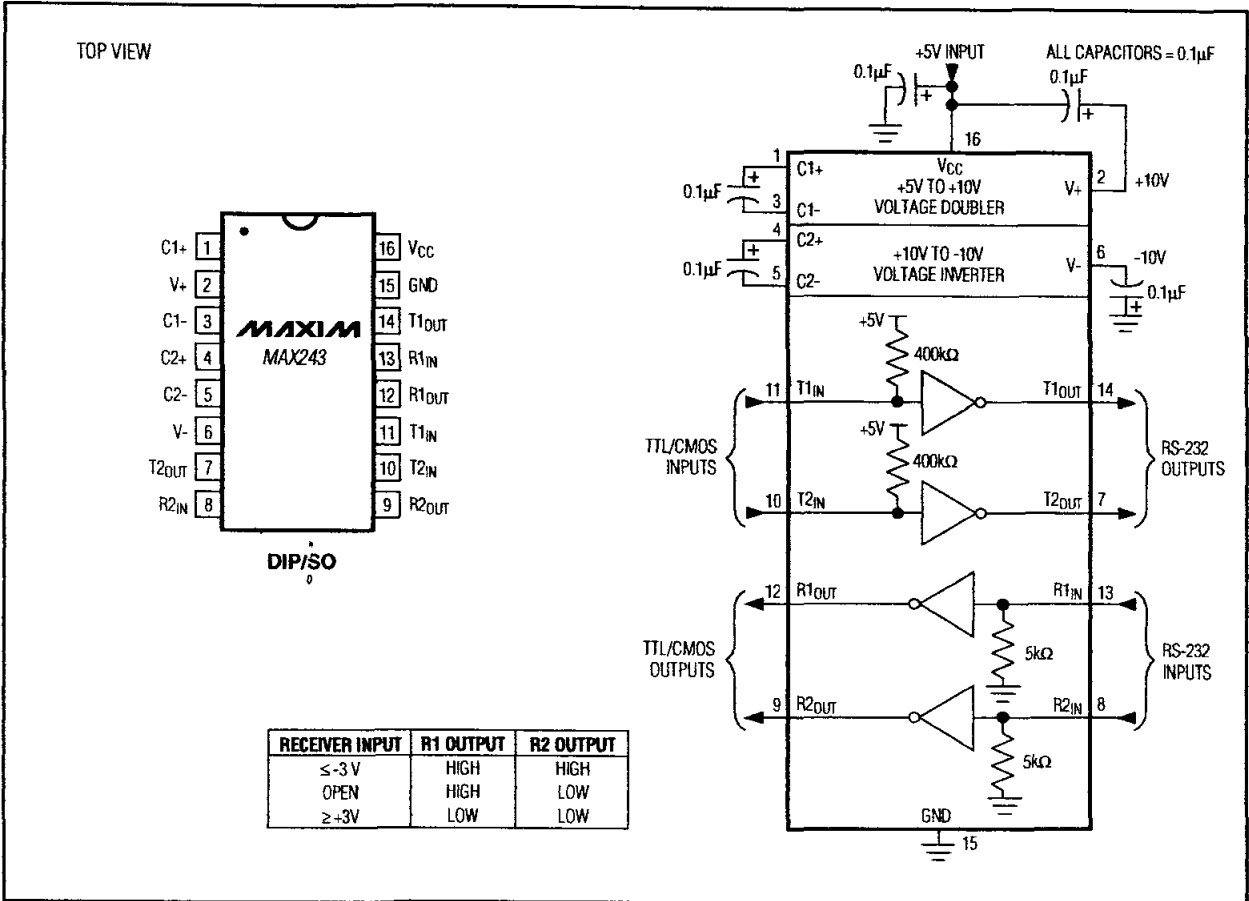 TOP VIEW
C1+ 1
V+ 2
C1- 3
C2+ 4
C2- 5
V- 6
T2OUT 7
R2IN 8
MAXIM
MAX243
16 VCC
15 GND
14 T1OUT
13 R1IN
12 R1OUT
11 T1IN
10 T2IN
9 R2OUT
DIP/SO
RECEIVER INPUT R1 OUTPUT R2 OUTPUT
≤ -3 V HIGH HIGH
OPEN HIGH LOW
≥ +3V LOW LOW
+5V INPUT
ALL CAPACITORS = 0.1µF
0.1µF +
0.1µF +
16
VCC
1 C1+
+5V TO +10V
VOLTAGE DOUBLER
V+ 2 +10V
0.1µF +
3 C1-
4 C2+
+10V TO -10V
VOLTAGE INVERTER
V- 6 -10V
0.1µF +
5 C2-
0.1µF +
+5V
400kΩ
11 T1IN
T1OUT 14
+5V
400kΩ
TTL/CMOS
INPUTS
RS-232
OUTPUTS
10 T2IN
T2OUT 7
12 R1OUT
R1IN 13
5kΩ
TTL/CMOS
OUTPUTS
RS-232
INPUTS
9 R2OUT
R2IN 8
5kΩ
GND
15